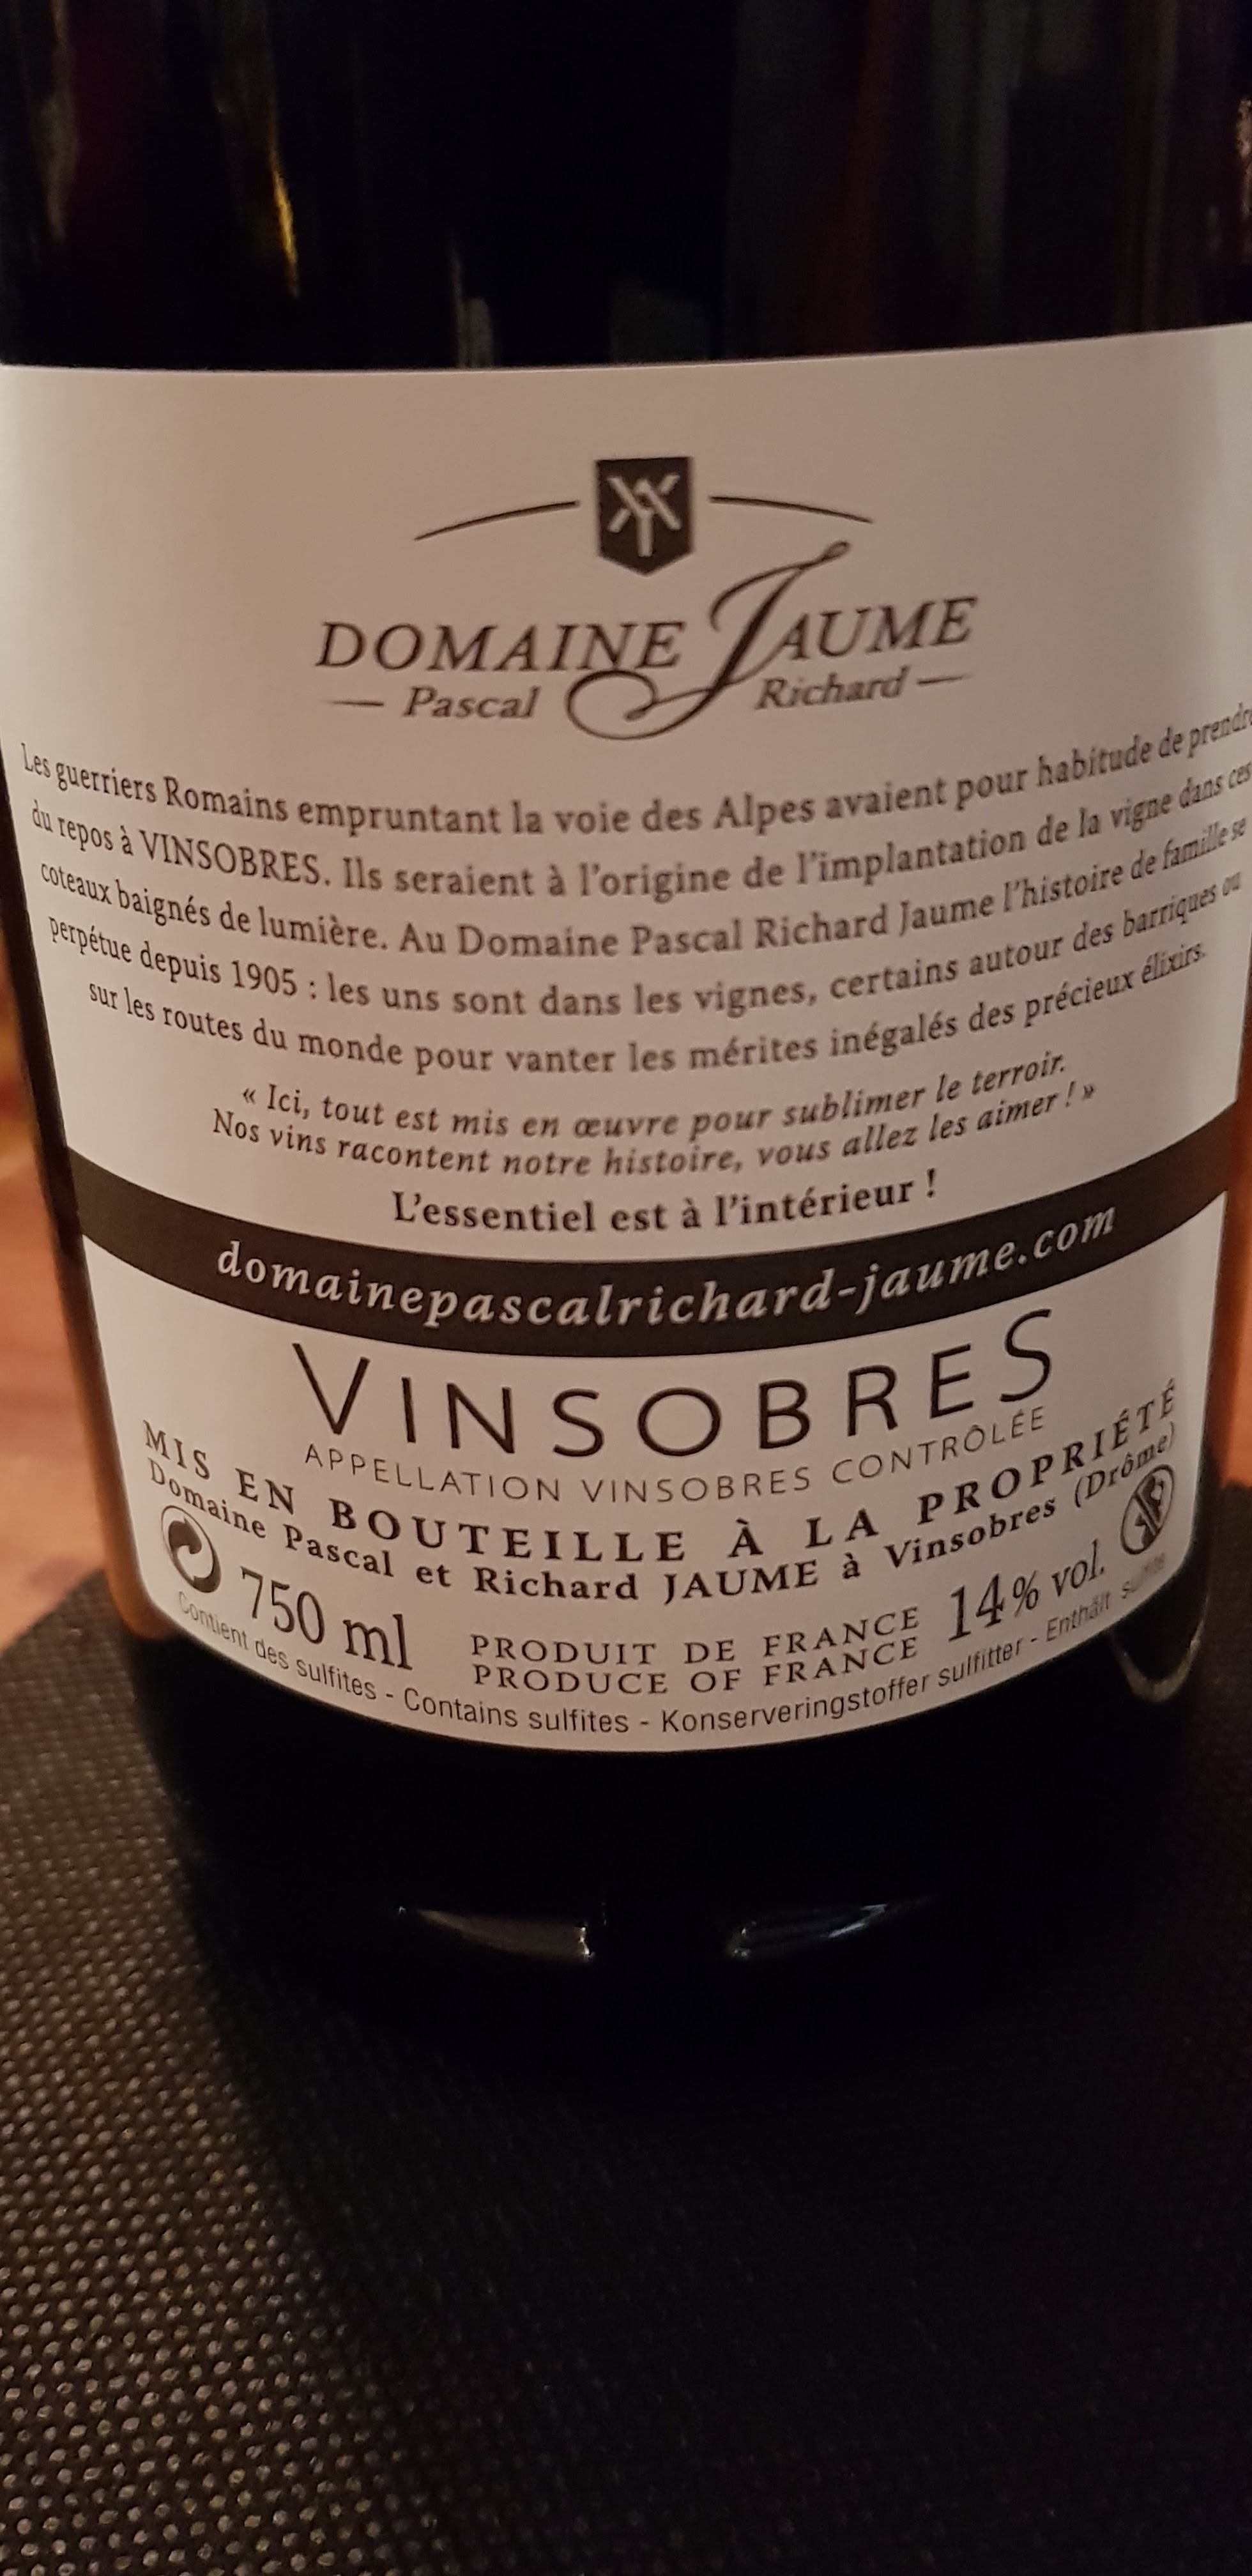 DOMAINE JAUME
Pascal Richard
Les guerriers Romains empruntant la voie des Alpes avaient pour habitude de prendre
du repos à VINSOBRES. Ils seraient à l'origine de l'implantation de la vigne dans ces
coteaux baignés de lumière. Au Domaine Pascal Richard Jaume l'histoire de famille se
perpétue depuis 1905 : les uns sont dans les vignes, certains autour des barriques ou
sur les routes du monde pour vanter les mérites inégalés des précieux élixirs.
« Ici, tout est mis en œuvre pour sublimer le terroir.
Nos vins racontent notre histoire, vous allez les aimer ! »
L'essentiel est à l'intérieur !
domainepascalrichard-jaume.com
VINSOBRES
APPELLATION VINSOBRES CONTRÔLÉE
MIS EN BOUTEILLE À LA PROPRIÉTÉ
Domaine Pascal et Richard JAUME à Vinsobres (Drôme)
750 ml
PRODUIT DE FRANCE
PRODUCE OF FRANCE
14% vol.
Contient des sulfites - Contains sulfites - Konserveringstoffer sulfitter - Enthält